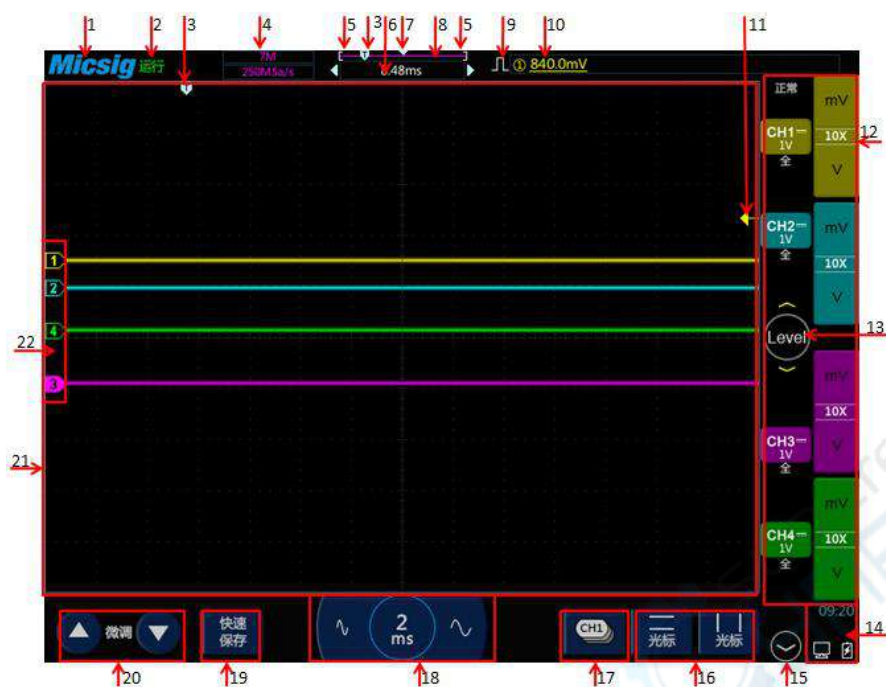 1 2 3 4 5 3 6 7 8 5 9 10 11
Micsig 运行
7M
250MSa/s
T
8.48ms
① 840.0mV
T
正常
mV
CH1
1V
全
10X
12
V
CH2
1V
全
mV
10X
V
1
2
4
3
22
Level
13
mV
10X
V
CH3
1V
全
21
mV
CH4
1V
全
10X
V
09:20
14
微调
快速
保存
2
ms
CH1
光标
光标
20 19 18 17 16 15